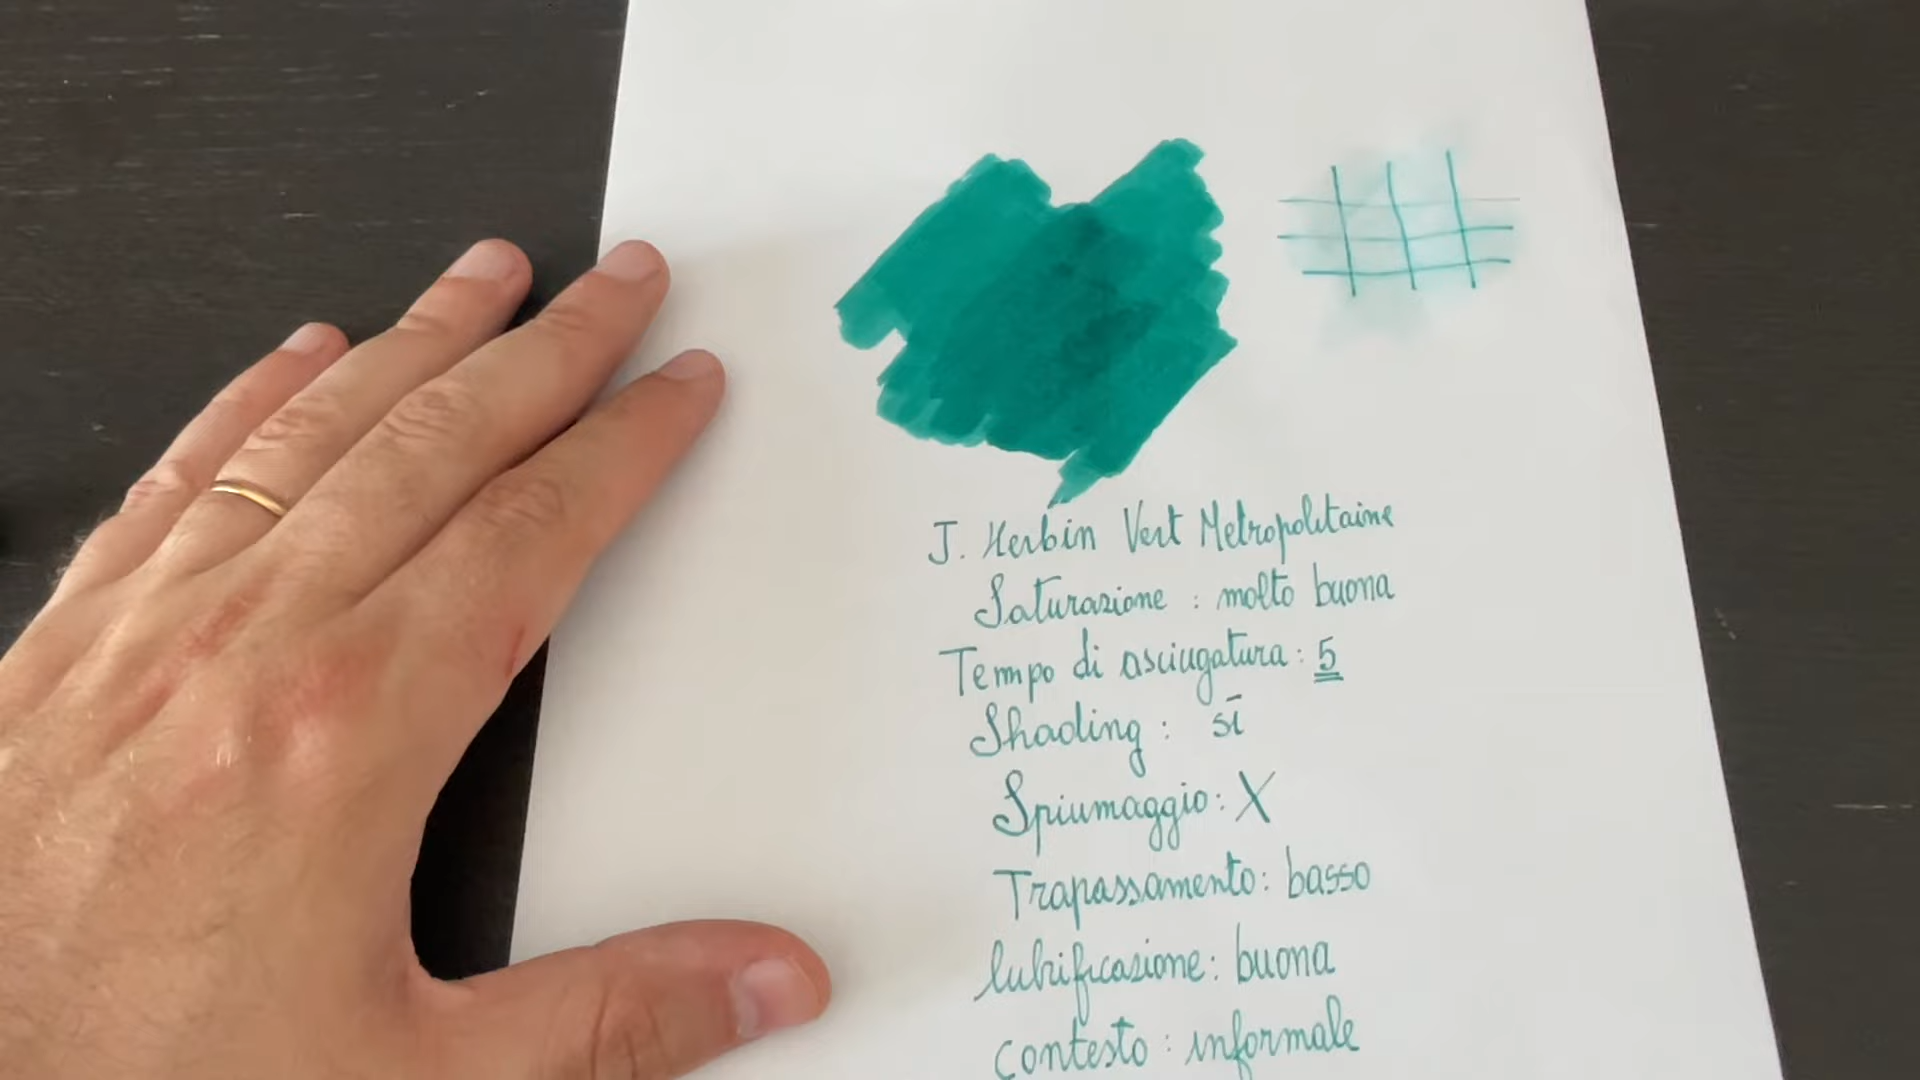 J. Herbin Vert Metropolitaine
Saturazione : molto buona
Tempo di asciugatura : 5
Shading : sì
Spiumaggio : X
Trapassamento : basso
lubrificazione : buona
contesto : informale